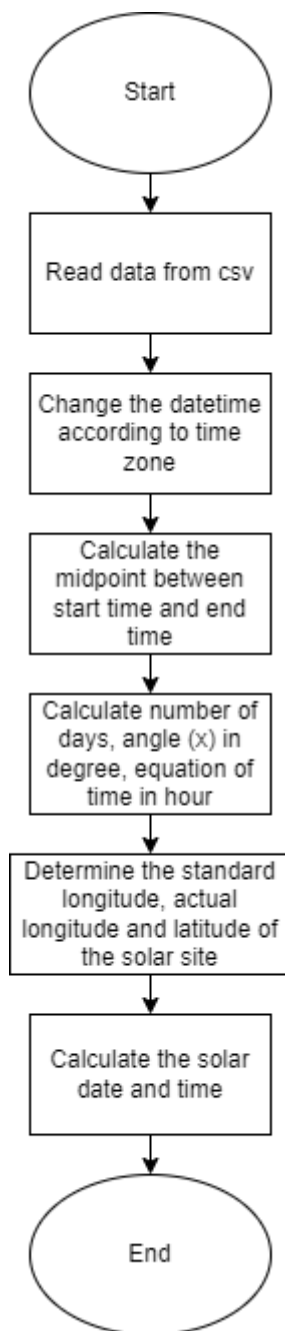 Start
Read data from csv
Change the datetime
according to time
zone
Calculate the
midpoint between
start time and end
time
Calculate number of
days, angle (x) in
degree, equation of
time in hour
Determine the standard
longitude, actual
longitude and latitude of
the solar site
Calculate the solar
date and time
End